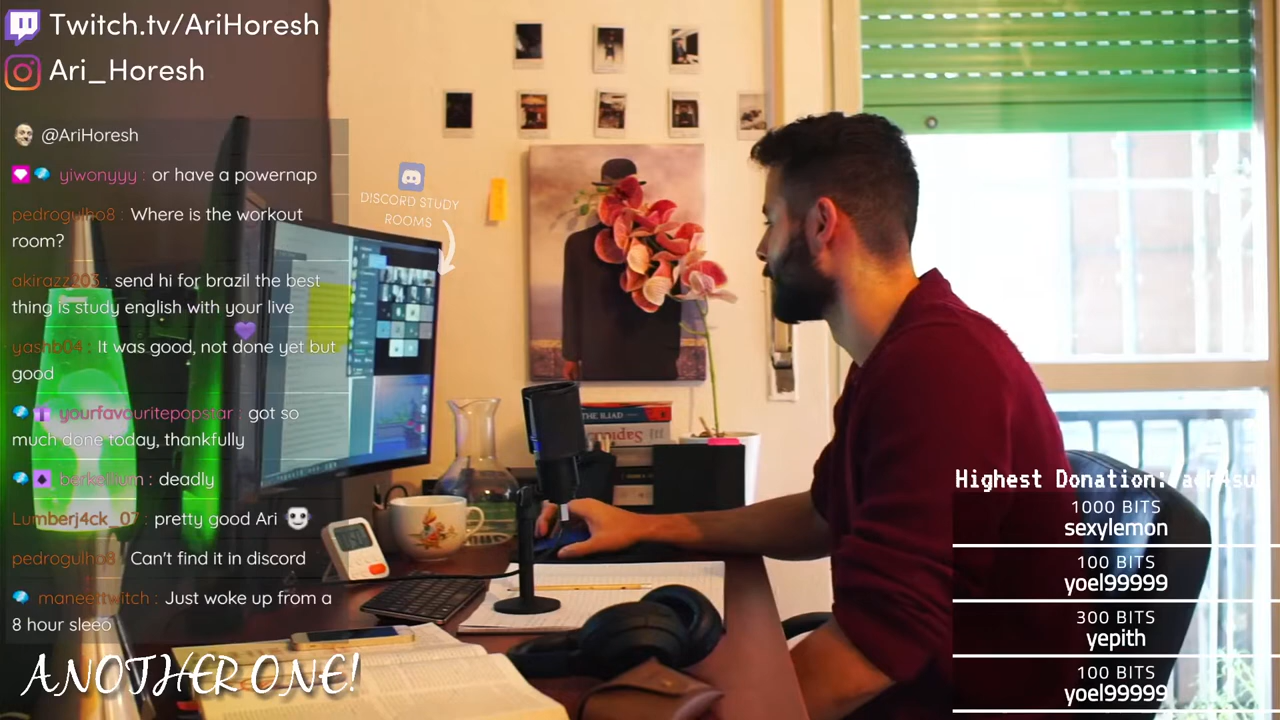 Twitch.tv/AriHoresh
Ari_Horesh
@AriHoresh
yiwonyyy : or have a powernap
pedrogulho8 : Where is the workout
room?
akirazz203 : send hi for brazil the best
thing is study english with your live
yashb04 : It was good, not done yet but
good
yourfavouritepopstar : got so
much done today, thankfully
berkelium : deadly
Lumberj4ck_07 : pretty good Ari
pedrogulho8 : Can't find it in discord
maneettwitch : Just woke up from a
8 hour sleeo
ANOTHER ONE!
DISCORD STUDY
ROOMS
THE ILIAD
Highest Donation:
1000 BITS
sexylemon
100 BITS
yoel99999
300 BITS
yepith
100 BITS
yoel99999